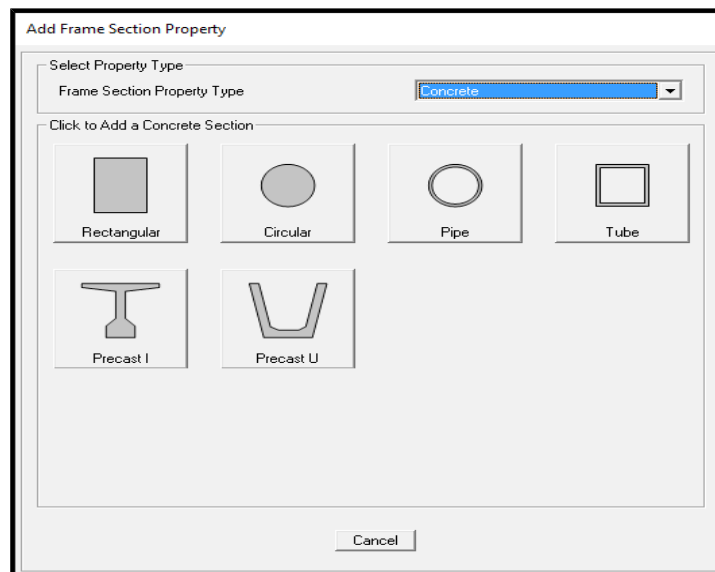 Add Frame Section Property
Select Property Type
Frame Section Property Type
Concrete
Click to Add a Concrete Section
Rectangular
Circular
Pipe
Tube
Precast I
Precast U
Cancel